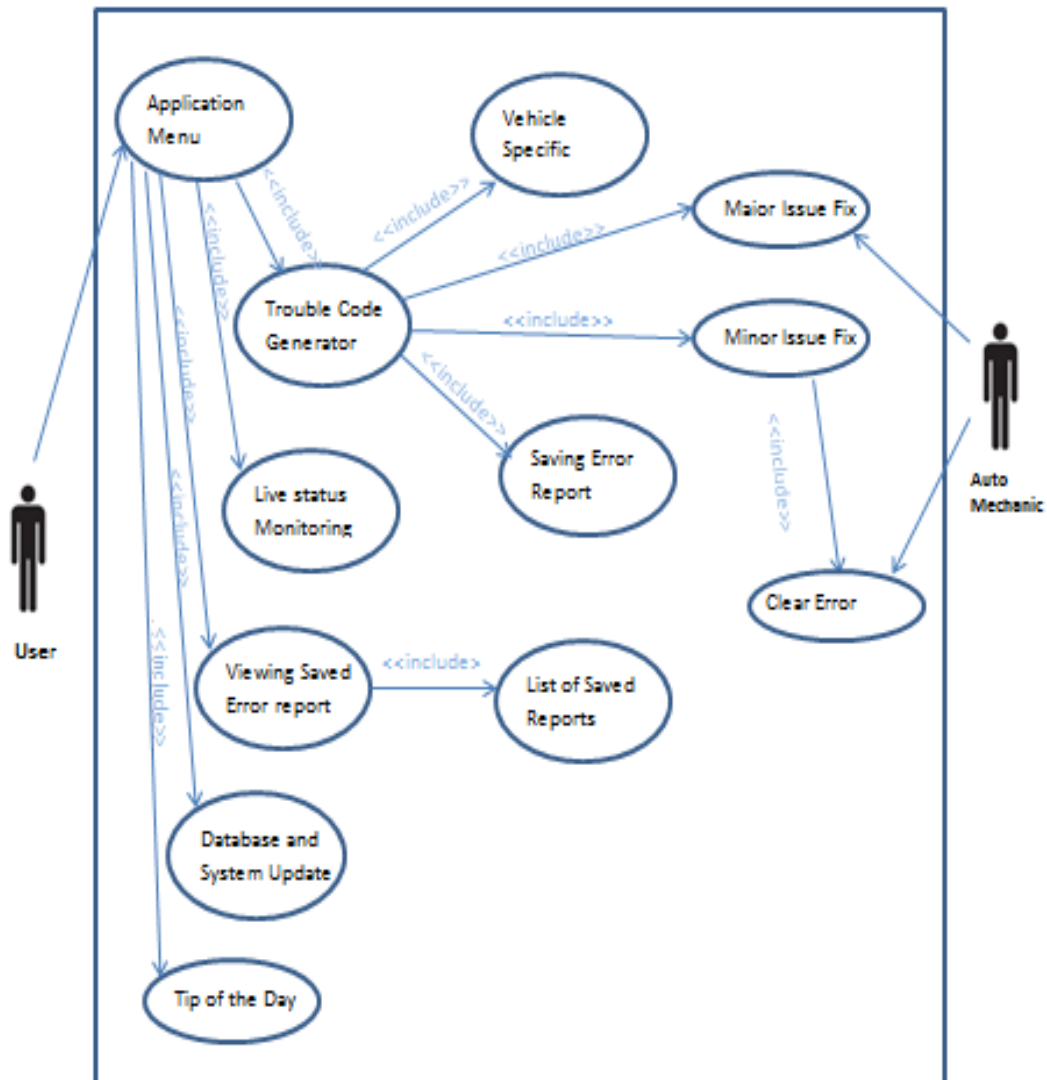 Application
Menu
Vehicle
Specific
<<include>>
<<include>>
<<include>>
Maior Issue Fix
<<include>>
Trouble Code
Generator
<<include>>
Minor Issue Fix
<<include>>
<<include>>
<<include>>
Saving Error
Report
Live status
Monitoring
<<include>>
Auto
Mechanic
Clear Error
User
.<<include>>
Viewing Saved
Error report
<<include>
List of Saved
Reports
Database and
System Update
Tip of the Day